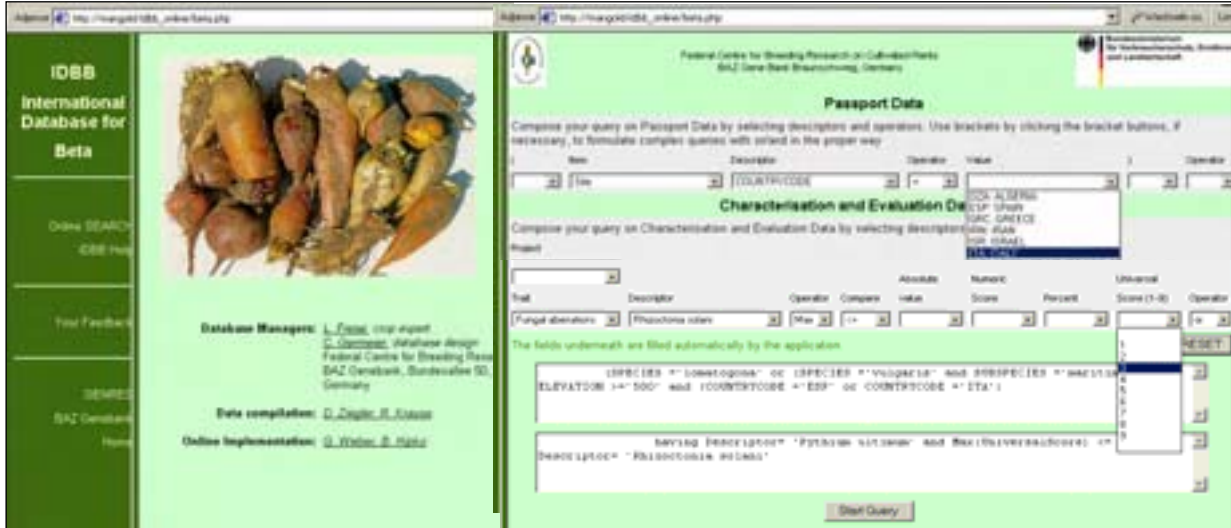 IDBB
International
Database for
Beta
Online SEARCH
IDBB Help
Your Feedback
GENRES
BAZ Genebank
Home
Database Managers: L. Frese, crop expert
C. Germeier, database design
Federal Centre for Breeding Rese
BAZ Genebank, Bundesallee 50,
Germany
Data compilation: D. Ziegler, R. Krause
Online Implementation:
Federal Centre for Breeding Research on Cultivated Plants
BAZ Gene Bank Braunschweig, Germany
Passport Data
Compose your query on Passport Data by selecting descriptors and operators. Use brackets by clicking the bracket buttons, if
necessary, to formulate complex queries with and/or in the proper way
( Item Descriptor Operator Value ) Operator
Site COUNTRYCODE =
DZA ALGERIA
ESP SPAIN
GRC GREECE
IRN IRAN
ISR ISRAEL
ITA ITALY
Characterisation and Evaluation Da
Compose your query on Characterisation and Evaluation Data by selecting descriptors
Project
Trait Descriptor Operator Compare Absolute value Numeric Score Percent Universal Score (1-9) Operator
Fungal aberrations Rhizoctonia solani Max <=
1
2
3
4
5
6
7
8
9
The fields underneath are filled automatically by the application
RESET
(SPECIES ='lomatogona' or (SPECIES ='vulgaris' and SUBSPECIES ='maritim
ELEVATION >='500' and (COUNTRYCODE ='ESP' or COUNTRYCODE ='ITA')
having Descriptor= 'Pythium ultimum' and Max(UniversalScore) <=
Descriptor= 'Rhizoctonia solani'
Start Query